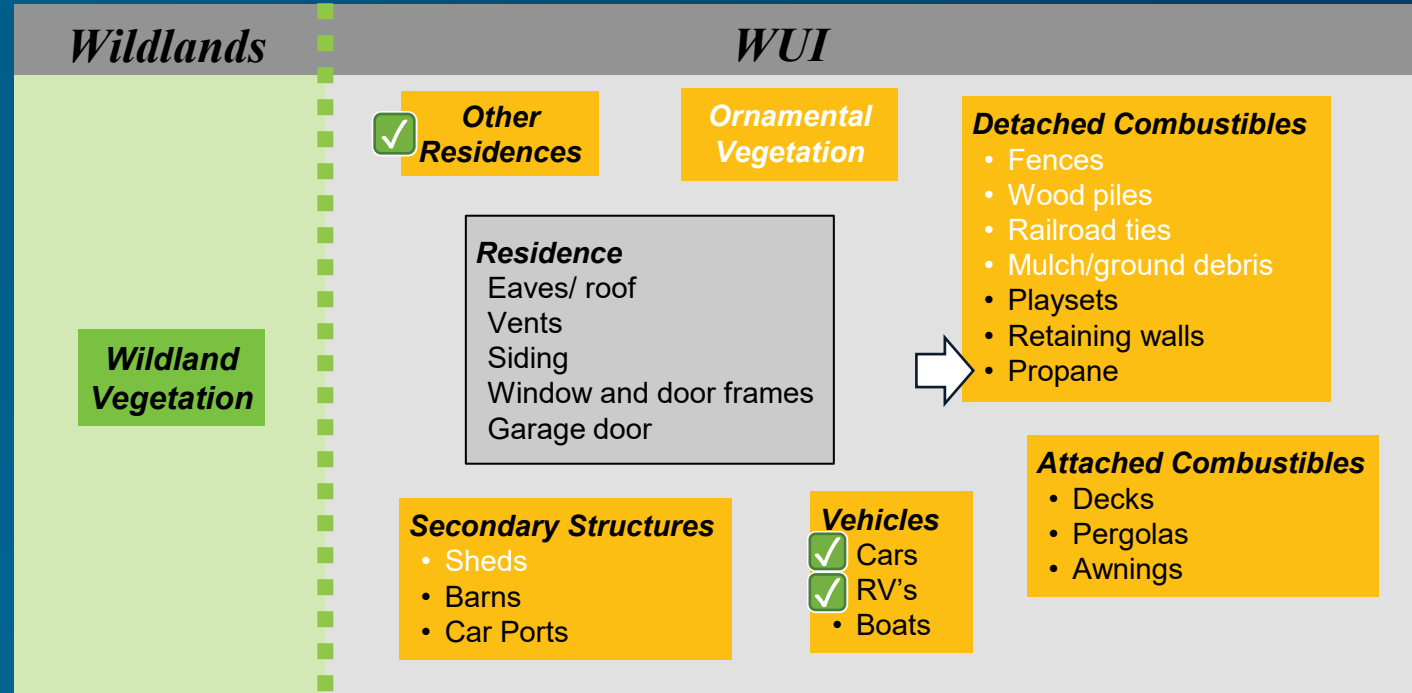 Wildlands
WUI
Other
Residences
Ornamental
Vegetation
Detached Combustibles
• Fences
• Wood piles
• Railroad ties
• Mulch/ground debris
• Playsets
• Retaining walls
• Propane
Residence
Eaves/ roof
Vents
Siding
Window and door frames
Garage door
Wildland
Vegetation
Attached Combustibles
• Decks
• Pergolas
• Awnings
Secondary Structures
• Sheds
• Barns
• Car Ports
Vehicles
Cars
RV's
• Boats